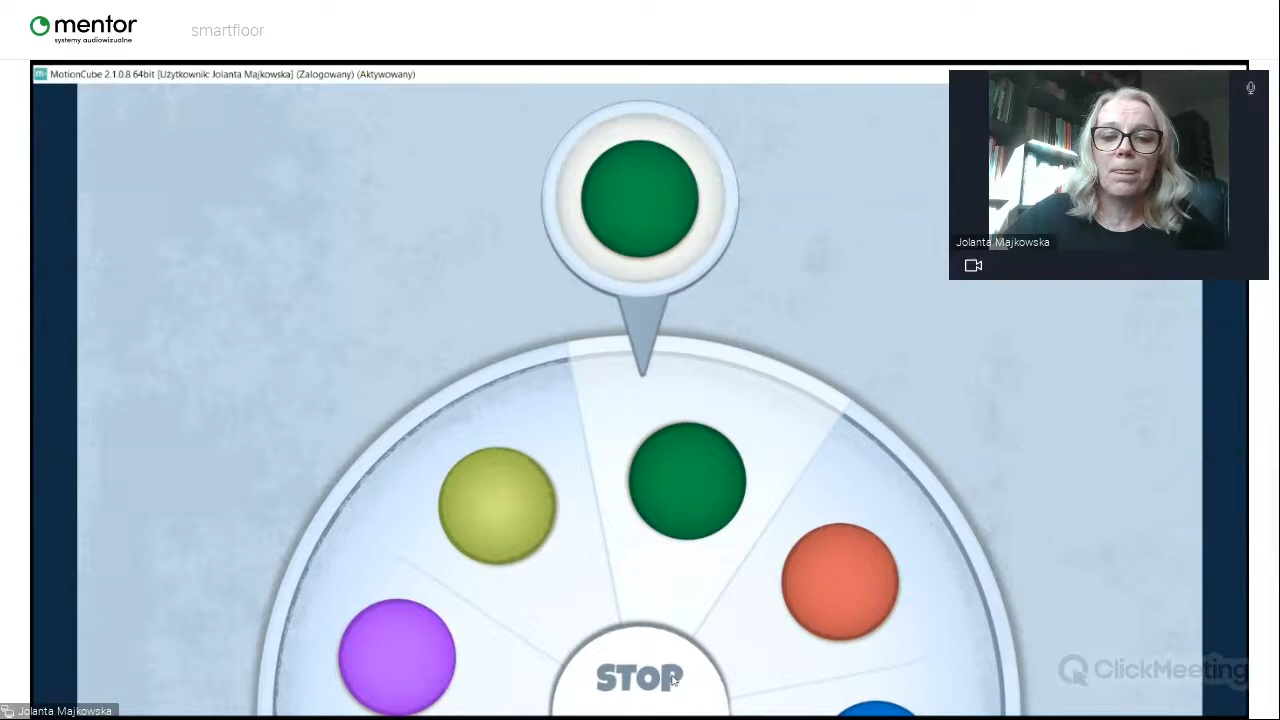 mentor
systemy audiowizualne
smartfloor
MotionCube 2.1.0.8 64bit [Użytkownik: Jolanta Majkowska] (Zalogowany) (Aktywowany)
Jolanta Majkowska
STOP
ClickMeeting
Jolanta Majkowska